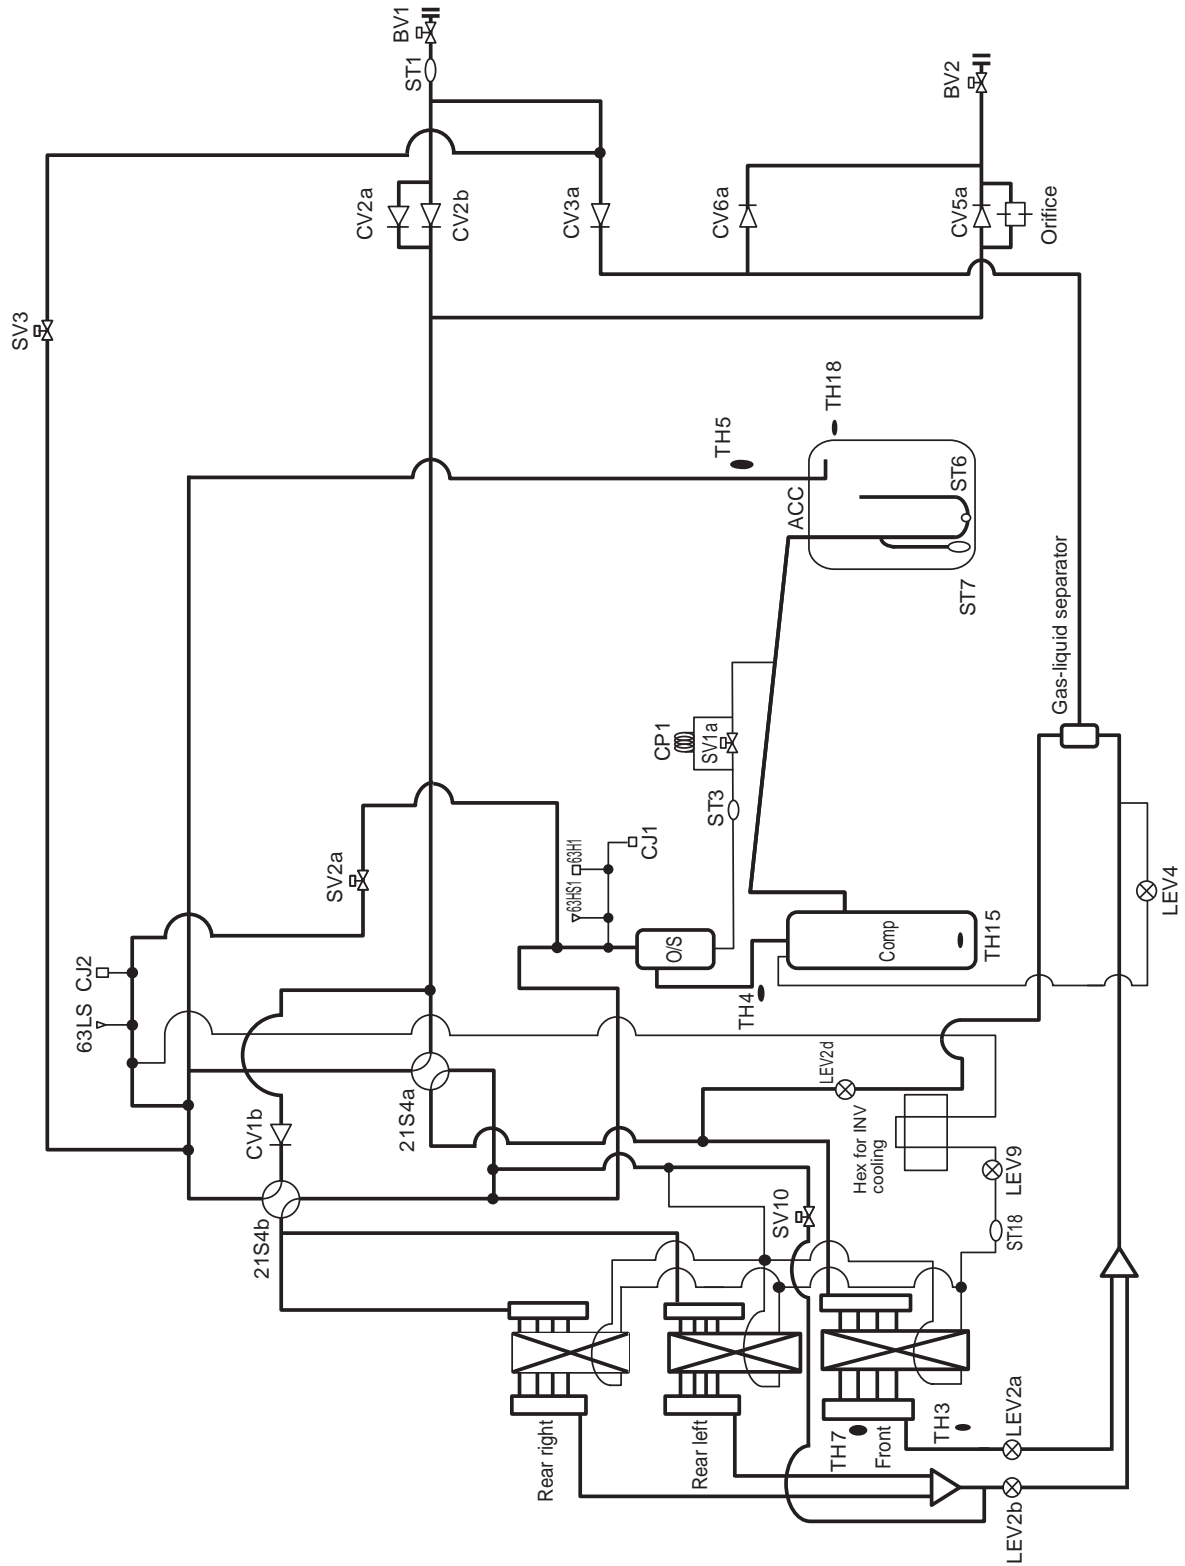 BV1
ST1
BV2
CV2a
CV2b
CV3a
CV6a
CV5a
Orifice
SV3
TH18
TH5
ACC
ST6
ST7
Gas-liquid separator
CP1
SV1a
ST3
SV2a
63HS1
63H1
CJ1
O/S
Comp
TH15
LEV4
CJ2
63LS
TH4
LEV2d
CV1b
21S4a
Hex for INV
cooling
LEV9
21S4b
SV10
ST18
Rear right
Rear left
TH7
Front
TH3
LEV2a
LEV2b